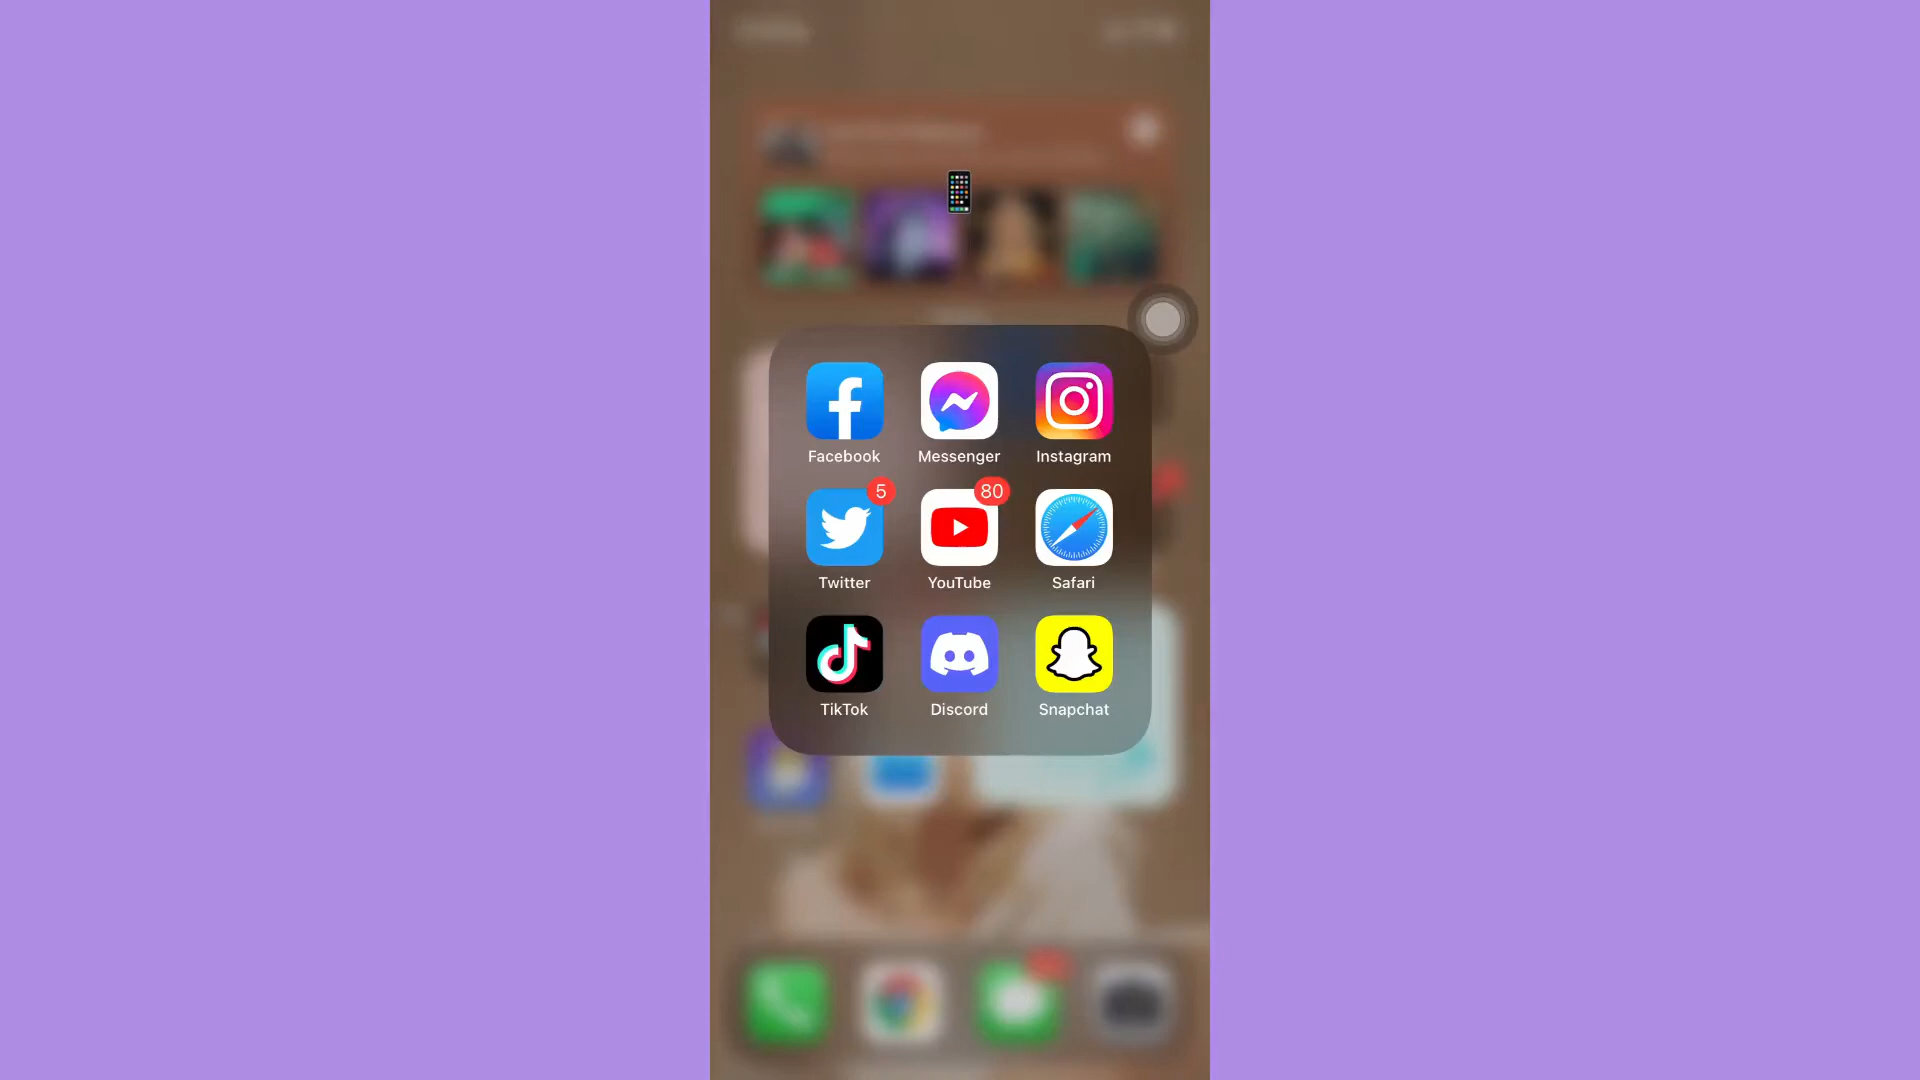 📱
Facebook Messenger Instagram
5 80
Twitter YouTube Safari
TikTok Discord Snapchat